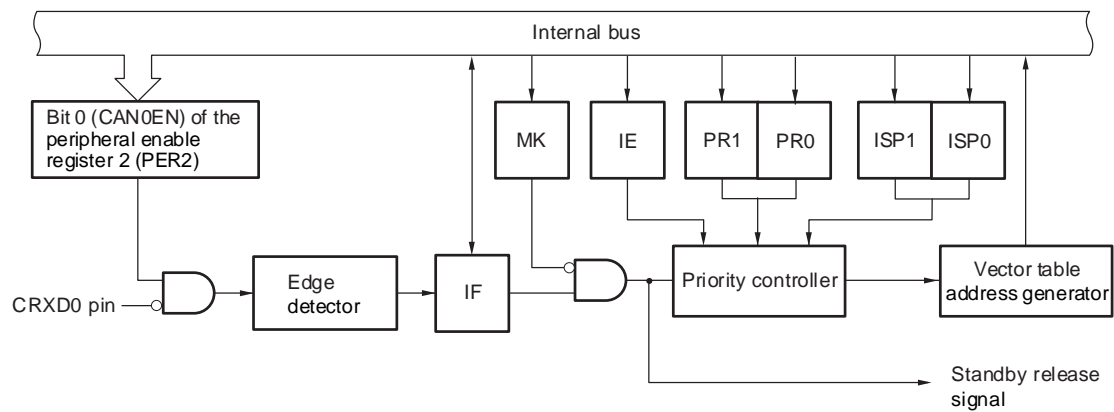 Internal bus
Bit 0 (CAN0EN) of the
peripheral enable
register 2 (PER2)
MK
IE
PR1
PR0
ISP1
ISP0
CRXD0 pin
Edge
detector
IF
Priority controller
Vector table
address generator
Standby release
signal